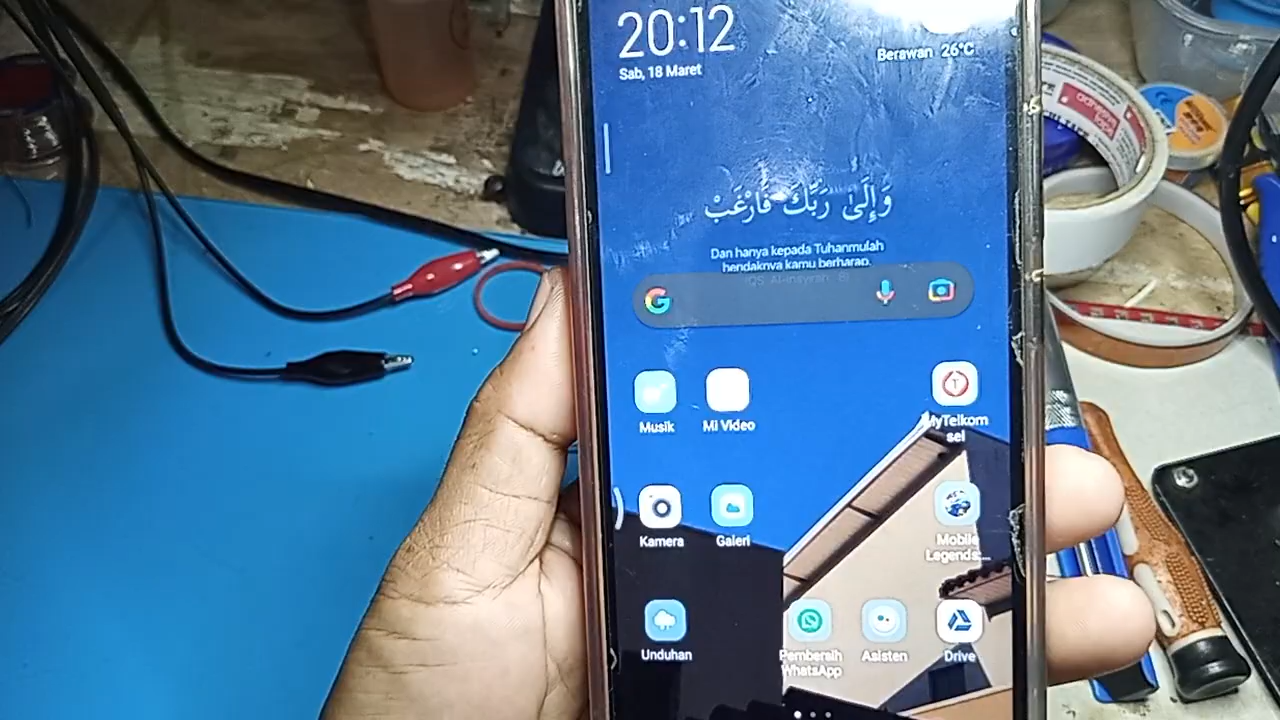 20:12
Sab, 18 Maret
Berawan 26°C
وَإِلَىٰ رَبِّكَ فَارْغَبْ
Dan hanya kepada Tuhanmulah
hendaknya kamu berharap.
Musik
Mi Video
MyTelkom
sel
Kamera
Galeri
Mobile
Legends:...
Unduhan
Pembersih
WhatsApp
Asisten
Drive